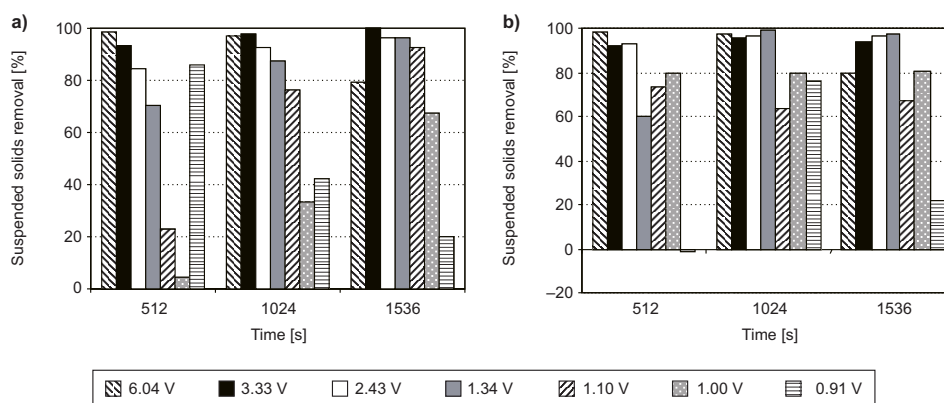 a)
Suspended solids removal [%]
100
80
60
40
20
0
512 1024 1536
Time [s]
b)
Suspended solids removal [%]
100
80
60
40
20
0
–20
512 1024 1536
Time [s]
6.04 V 3.33 V 2.43 V 1.34 V 1.10 V 1.00 V 0.91 V